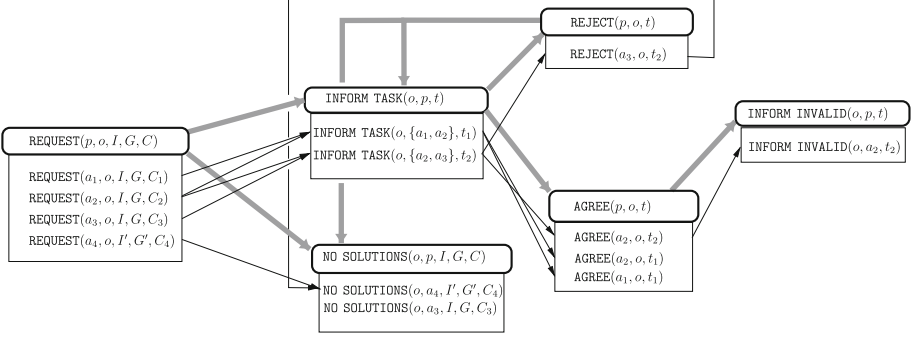 REQUEST(p, o, I, G, C)
REQUEST(a₁, o, I, G, C₁)
REQUEST(a₂, o, I, G, C₂)
REQUEST(a₃, o, I, G, C₃)
REQUEST(a₄, o, I′, G′, C₄)
INFORM TASK(o, p, t)
INFORM TASK(o, {a₁, a₂}, t₁)
INFORM TASK(o, {a₂, a₃}, t₂)
NO SOLUTIONS(o, p, I, G, C)
NO SOLUTIONS(o, a₄, I′, G′, C₄)
NO SOLUTIONS(o, a₃, I, G, C₃)
REJECT(p, o, t)
REJECT(a₃, o, t₂)
AGREE(p, o, t)
AGREE(a₂, o, t₂)
AGREE(a₂, o, t₁)
AGREE(a₁, o, t₁)
INFORM INVALID(o, p, t)
INFORM INVALID(o, a₂, t₂)